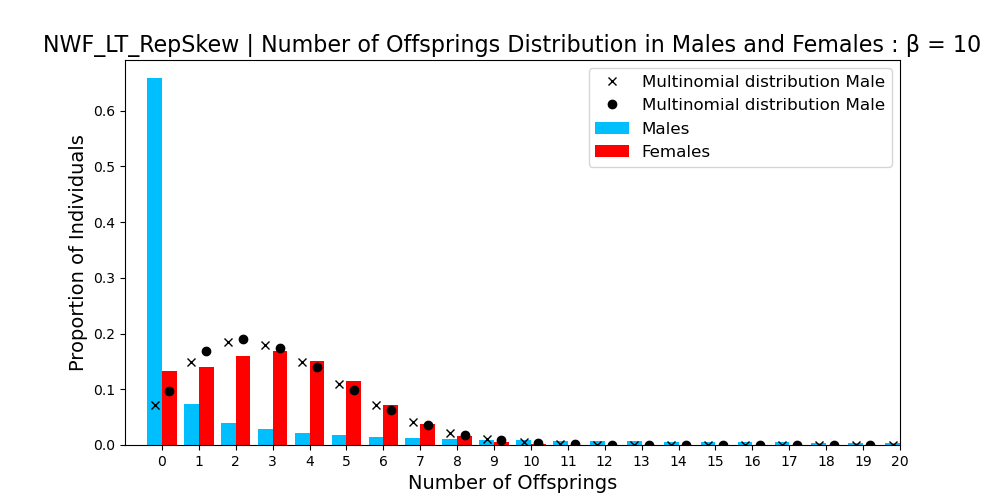 NWF_LT_RepSkew | Number of Offsprings Distribution in Males and Females : β = 10
Multinomial distribution Male
Multinomial distribution Male
Males
Females
Proportion of Individuals
0.6
0.5
0.4
0.3
0.2
0.1
0.0
0 1 2 3 4 5 6 7 8 9 10 11 12 13 14 15 16 17 18 19 20
Number of Offsprings